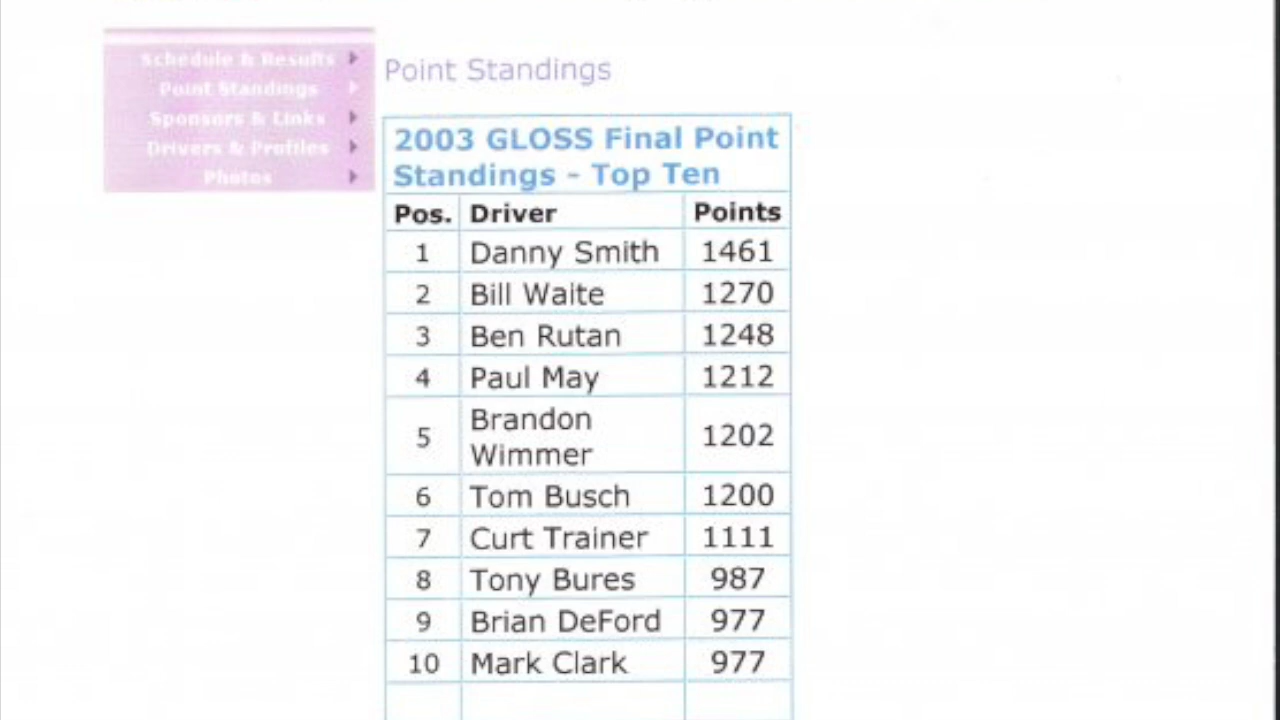 Schedule & Results
Point Standings
Sponsors & Links
Drivers & Profiles
Photos
Point Standings
2003 GLOSS Final Point
Standings - Top Ten
Pos. Driver Points
1 Danny Smith 1461
2 Bill Waite 1270
3 Ben Rutan 1248
4 Paul May 1212
5 Brandon Wimmer 1202
6 Tom Busch 1200
7 Curt Trainer 1111
8 Tony Bures 987
9 Brian DeFord 977
10 Mark Clark 977